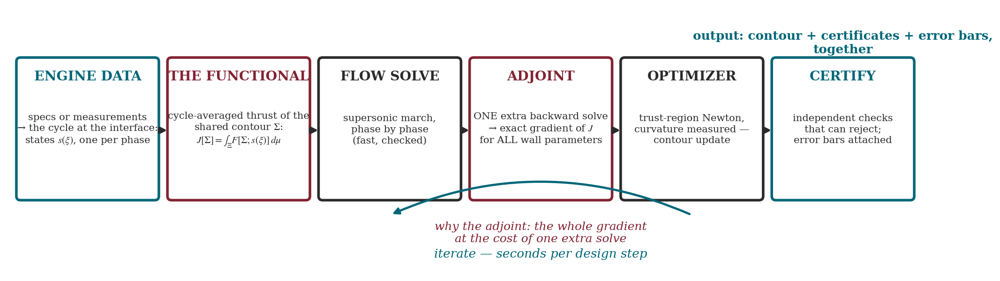 output: contour + certificates + error bars,
together
ENGINE DATA
specs or measurements
→ the cycle at the interface:
states s(ξ), one per phase
THE FUNCTIONAL
cycle-averaged thrust of the
shared contour Σ:
J[Σ] = ∫_Ξ F[Σ; s(ξ)] dμ
FLOW SOLVE
supersonic march,
phase by phase
(fast, checked)
ADJOINT
ONE extra backward solve
→ exact gradient of J
for ALL wall parameters
OPTIMIZER
trust-region Newton,
curvature measured —
contour update
CERTIFY
independent checks
that can reject;
error bars attached
why the adjoint: the whole gradient
at the cost of one extra solve
iterate — seconds per design step